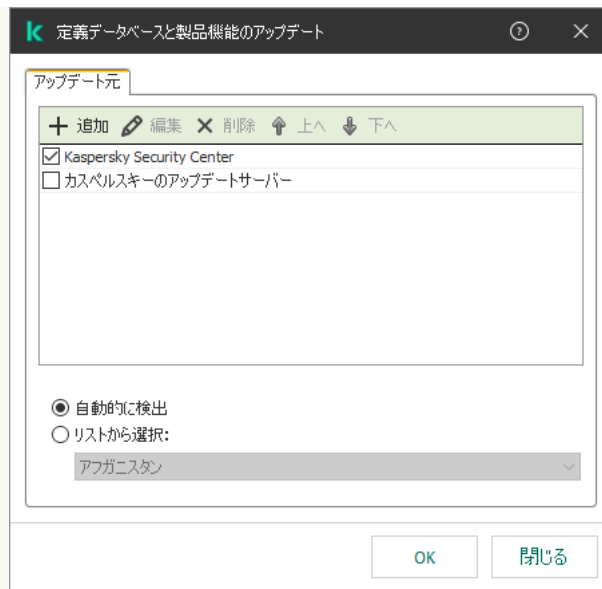 定義データベースと製品機能のアップデート
アップデート元
追加 編集 削除 上へ 下へ
Kaspersky Security Center
カスペルスキーのアップデートサーバー
自動的に検出
リストから選択:
アフガニスタン
OK 閉じる